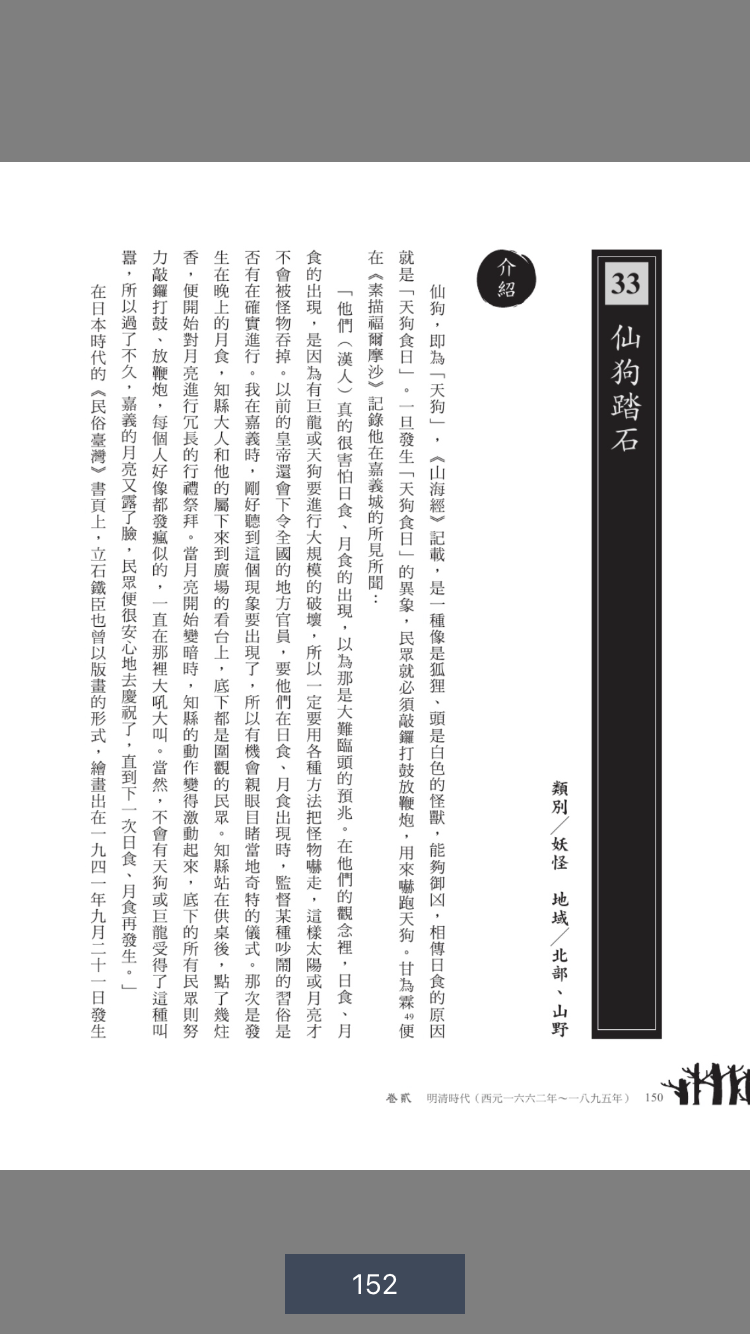 33
仙狗踏石
類別╱妖怪　地域╱北部、山野
介紹
仙狗，即為「天狗」，《山海經》記載，是一種像是狐狸、頭是白色的怪獸，能夠御凶，相傳日食的原因
就是「天狗食日」。一旦發生「天狗食日」的異象，民眾就必須敲鑼打鼓放鞭炮，用來嚇跑天狗。甘為霖49便
在《素描福爾摩沙》記錄他在嘉義城的所見所聞：
「他們（漢人）真的很害怕日食、月食的出現，以為那是大難臨頭的預兆。在他們的觀念裡，日食、月
食的出現，是因為有巨龍或天狗要進行大規模的破壞，所以一定要用各種方法把怪物嚇走，這樣太陽或月亮才
不會被怪物吞掉。以前的皇帝還會下令全國的地方官員，要他們在日食、月食出現時，監督某種吵鬧的習俗是
否有在確實進行。我在嘉義時，剛好聽到這個現象要出現了，所以有機會親眼目睹當地奇特的儀式。那次是發
生在晚上的月食，知縣大人和他的屬下來到廣場的看台上，底下都是圍觀的民眾。知縣站在供桌後，點了幾炷
香，便開始對月亮進行冗長的行禮祭拜。當月亮開始變暗時，知縣的動作變得激動起來，底下的所有民眾則努
力敲鑼打鼓、放鞭炮，每個人好像都發瘋似的，一直在那裡大吼大叫。當然，不會有天狗或巨龍受得了這種叫
囂，所以過了不久，嘉義的月亮又露了臉，民眾便很安心地去慶祝了，直到下一次日食、月食再發生。」
在日本時代的《民俗臺灣》書頁上，立石鐵臣也曾以版畫的形式，繪畫出在一九四一年九月二十一日發生
卷貳　明清時代（西元一六六二年～一八九五年）　150
152